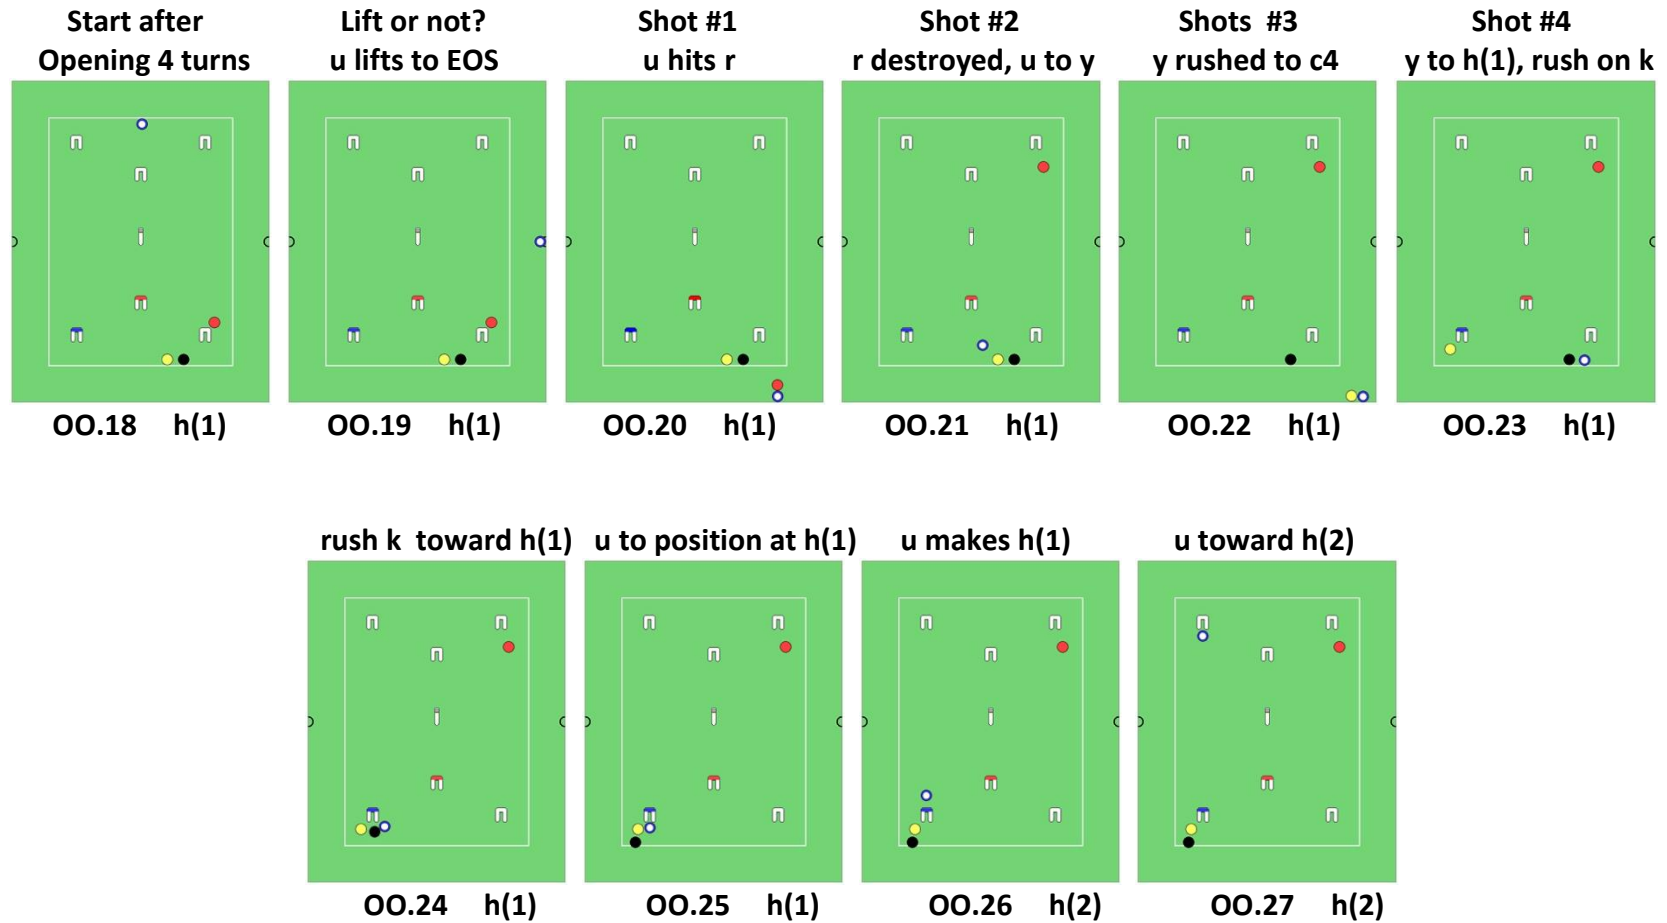 Start after
Opening 4 turns
Lift or not?
u lifts to EOS
Shot #1
u hits r
Shot #2
r destroyed, u to y
Shots  #3
y rushed to c4
Shot #4
y to h(1), rush on k
OO.18 h(1)
OO.19 h(1)
OO.20 h(1)
OO.21 h(1)
OO.22 h(1)
OO.23 h(1)
rush k  toward h(1)
u to position at h(1)
u makes h(1)
u toward h(2)
OO.24 h(1)
OO.25 h(1)
OO.26 h(2)
OO.27 h(2)